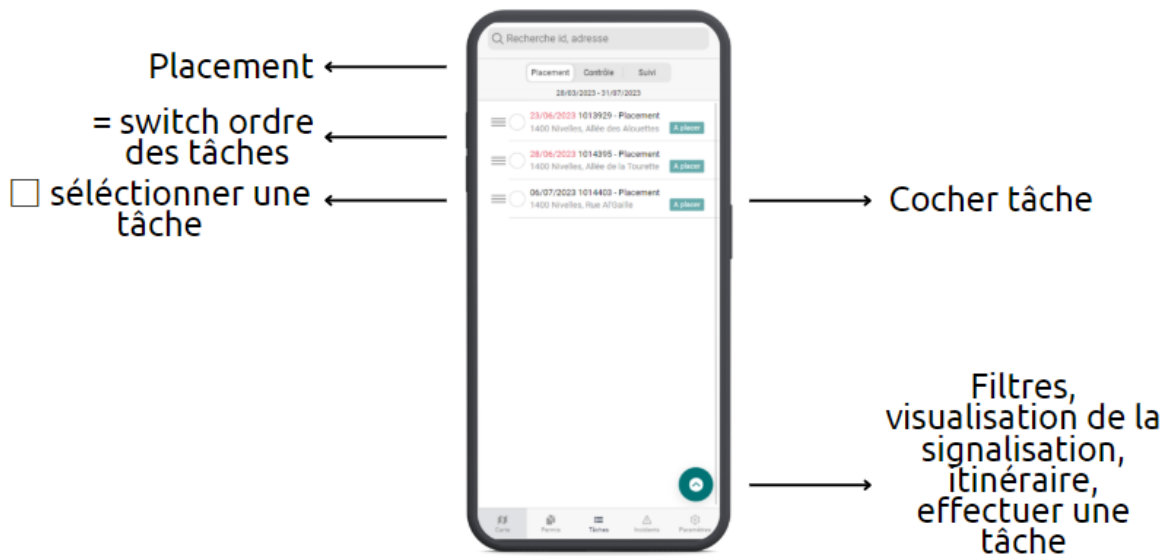 Placement
= switch ordre
des tâches
☐ séléctionner une
tâche
Recherche id, adresse
Placement Contrôle Suivi
28/03/2023 - 31/07/2023
23/06/2023 1013929 - Placement
1400 Nivelles, Allée des Alouettes A placer
28/06/2023 1014395 - Placement
1400 Nivelles, Allée de la Tourette A placer
06/07/2023 1014403 - Placement
1400 Nivelles, Rue Al'Gaille A placer
Carte Permis Tâches Incidents Paramètres
Cocher tâche
Filtres,
visualisation de la
signalisation,
itinéraire,
effectuer une
tâche